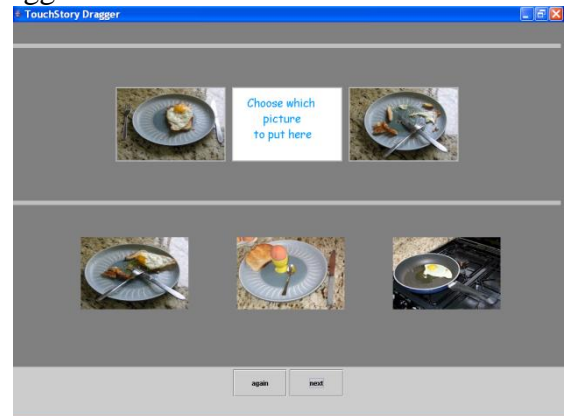 TouchStory Dragger
Choose which
picture
to put here
again
next